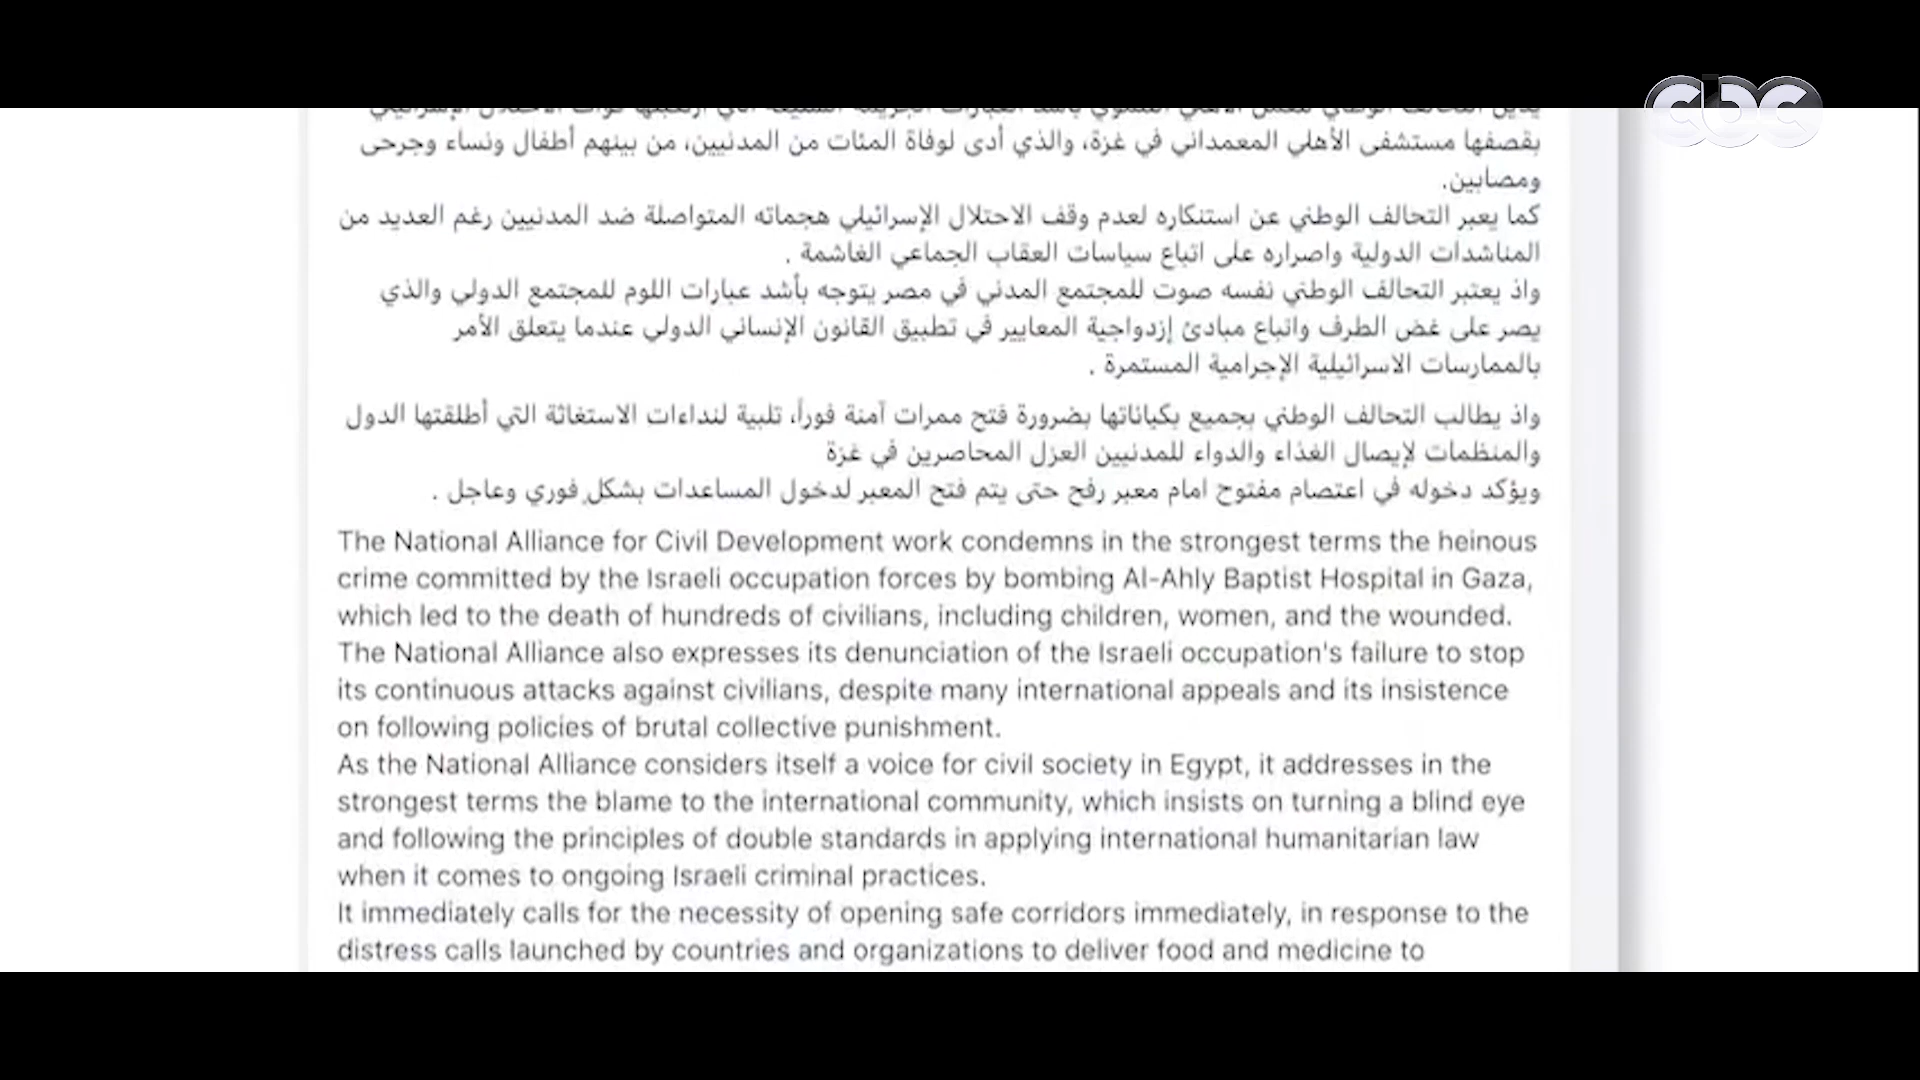 cbc
بقصفها مستشفى الأهلي المعمداني في غزة، والذي أدى لوفاة المئات من المدنيين، من بينهم أطفال ونساء وجرحى
ومصابين.
كما يعبر التحالف الوطني عن استنكاره لعدم وقف الاحتلال الإسرائيلي هجماته المتواصلة ضد المدنيين رغم العديد من
المناشدات الدولية واصراره على اتباع سياسات العقاب الجماعي الغاشمة .
واذ يعتبر التحالف الوطني نفسه صوت للمجتمع المدني في مصر يتوجه بأشد عبارات اللوم للمجتمع الدولي والذي
يصر على غض الطرف واتباع مبادئ إزدواجية المعايير في تطبيق القانون الإنساني الدولي عندما يتعلق الأمر
بالممارسات الاسرائيلية الإجرامية المستمرة .
واذ يطالب التحالف الوطني بجميع بكياناتها بضرورة فتح ممرات آمنة فوراً، تلبية لنداءات الاستغاثة التي أطلقتها الدول
والمنظمات لإيصال الغذاء والدواء للمدنيين العزل المحاصرين في غزة
ويؤكد دخوله في اعتصام مفتوح امام معبر رفح حتى يتم فتح المعبر لدخول المساعدات بشكل فوري وعاجل .
The National Alliance for Civil Development work condemns in the strongest terms the heinous
crime committed by the Israeli occupation forces by bombing Al-Ahly Baptist Hospital in Gaza,
which led to the death of hundreds of civilians, including children, women, and the wounded.
The National Alliance also expresses its denunciation of the Israeli occupation's failure to stop
its continuous attacks against civilians, despite many international appeals and its insistence
on following policies of brutal collective punishment.
As the National Alliance considers itself a voice for civil society in Egypt, it addresses in the
strongest terms the blame to the international community, which insists on turning a blind eye
and following the principles of double standards in applying international humanitarian law
when it comes to ongoing Israeli criminal practices.
It immediately calls for the necessity of opening safe corridors immediately, in response to the
distress calls launched by countries and organizations to deliver food and medicine to